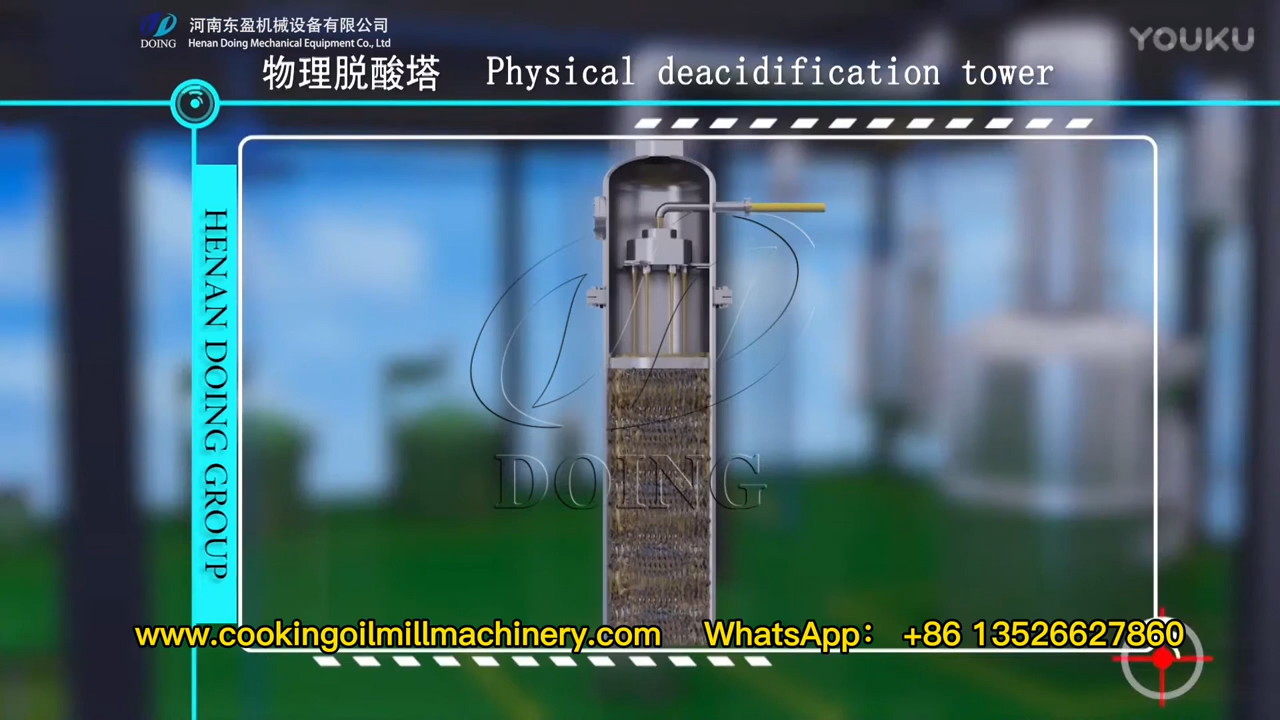 河南东盈机械设备有限公司
DOING Henan Doing Mechanical Equipment Co., Ltd
YOUKU
物理脱酸塔 Physical deacidification tower
HENAN DOING GROUP
DOING
www.cookingoilmillmachinery.com WhatsApp： +86 13526627860